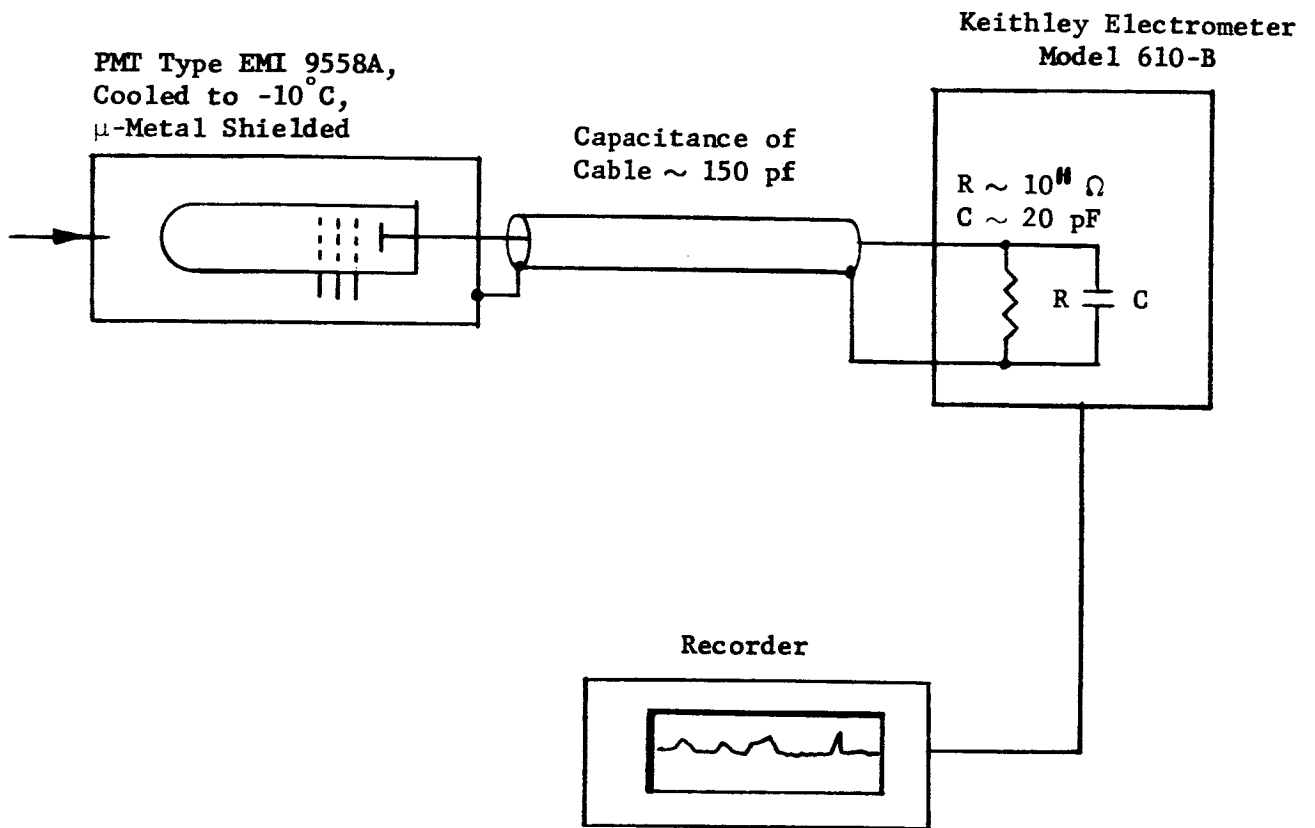 Keithley Electrometer
Model 610-B
PMT Type EMI 9558A,
Cooled to -10°C,
μ-Metal Shielded
Capacitance of
Cable ~ 150 pf
R ~ 10 Ω
C ~ 20 pF
R
C
Recorder